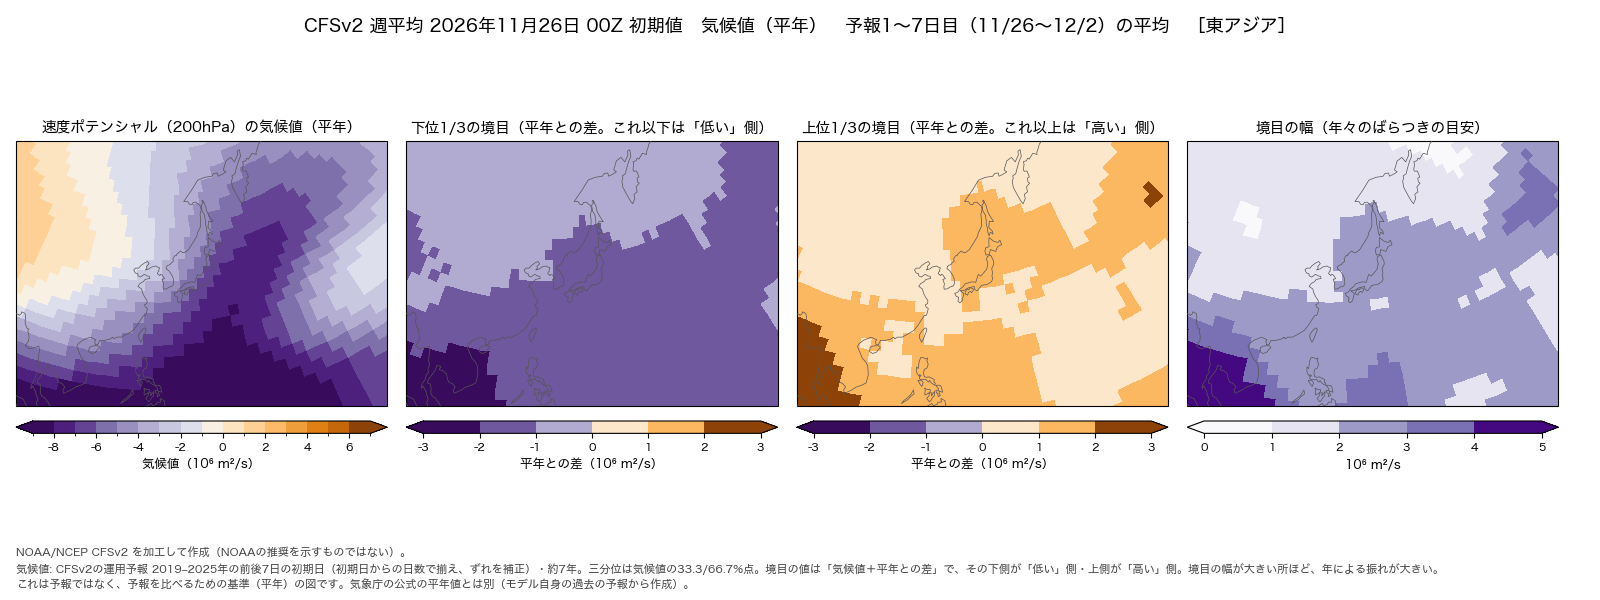 CFSv2 週平均 2026年11月26日 00Z 初期値　気候値（平年）　予報1〜7日目（11/26〜12/2）の平均　［東アジア］
速度ポテンシャル（200hPa）の気候値（平年）
下位1/3の境目（平年との差。これ以下は「低い」側）
上位1/3の境目（平年との差。これ以上は「高い」側）
境目の幅（年々のばらつきの目安）
-8 -6 -4 -2 0 2 4 6
気候値（10⁶ m²/s）
-3 -2 -1 0 1 2 3
平年との差（10⁶ m²/s）
-3 -2 -1 0 1 2 3
平年との差（10⁶ m²/s）
0 1 2 3 4 5
10⁶ m²/s
NOAA/NCEP CFSv2 を加工して作成（NOAAの推奨を示すものではない）。
気候値: CFSv2の運用予報 2019–2025年の前後7日の初期日（初期日からの日数で揃え、ずれを補正）・約7年。三分位は気候値の33.3/66.7%点。境目の値は「気候値＋平年との差」で、その下側が「低い」側・上側が「高い」側。境目の幅が大きい所ほど、年による振れが大きい。
これは予報ではなく、予報を比べるための基準（平年）の図です。気象庁の公式の平年値とは別（モデル自身の過去の予報から作成）。